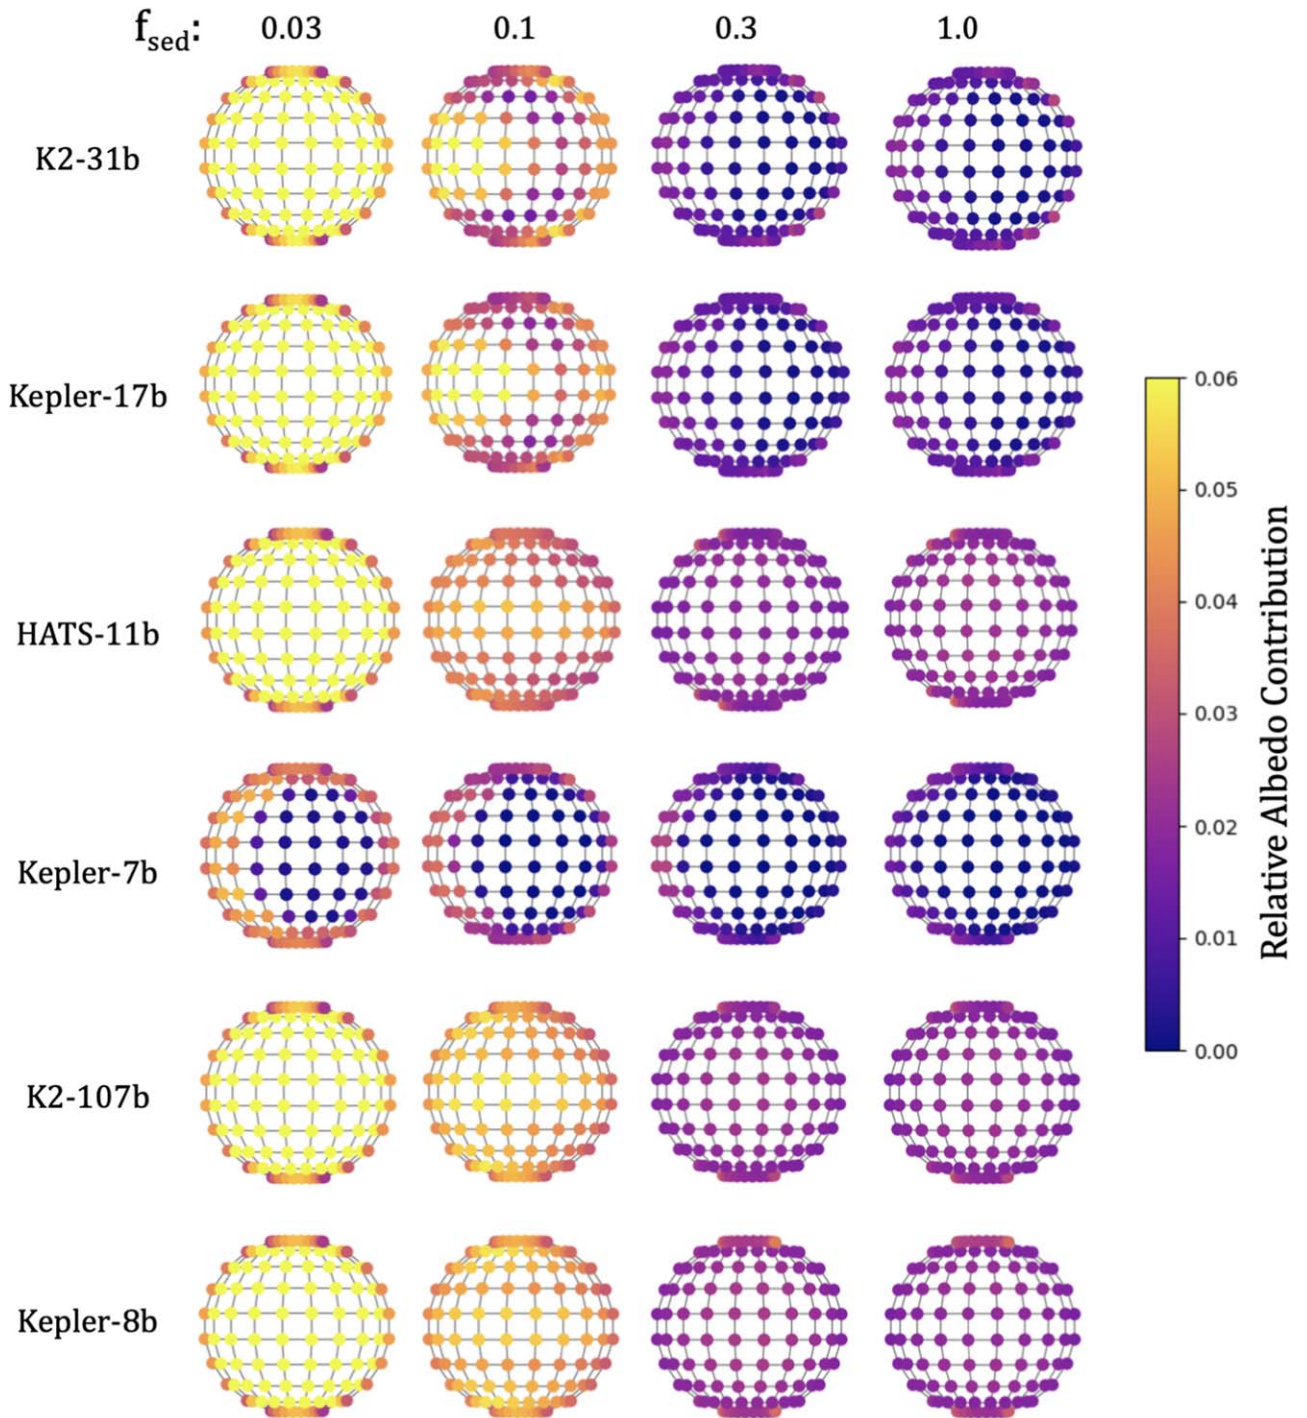 f_sed: 0.03 0.1 0.3 1.0
K2-31b
Kepler-17b
HATS-11b
Kepler-7b
K2-107b
Kepler-8b
0.06
0.05
0.04
0.03
0.02
0.01
0.00
Relative Albedo Contribution